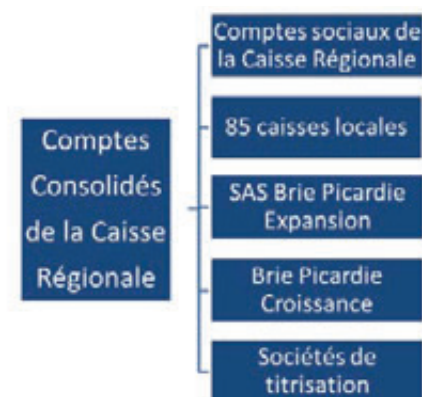 Comptes
Consolidés
de la Caisse
Régionale
Comptes sociaux de
la Caisse Régionale
85 caisses locales
SAS Brie Picardie
Expansion
Brie Picardie
Croissance
Sociétés de
titrisation